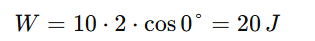 W = 10 · 2 · cos 0° = 20 J